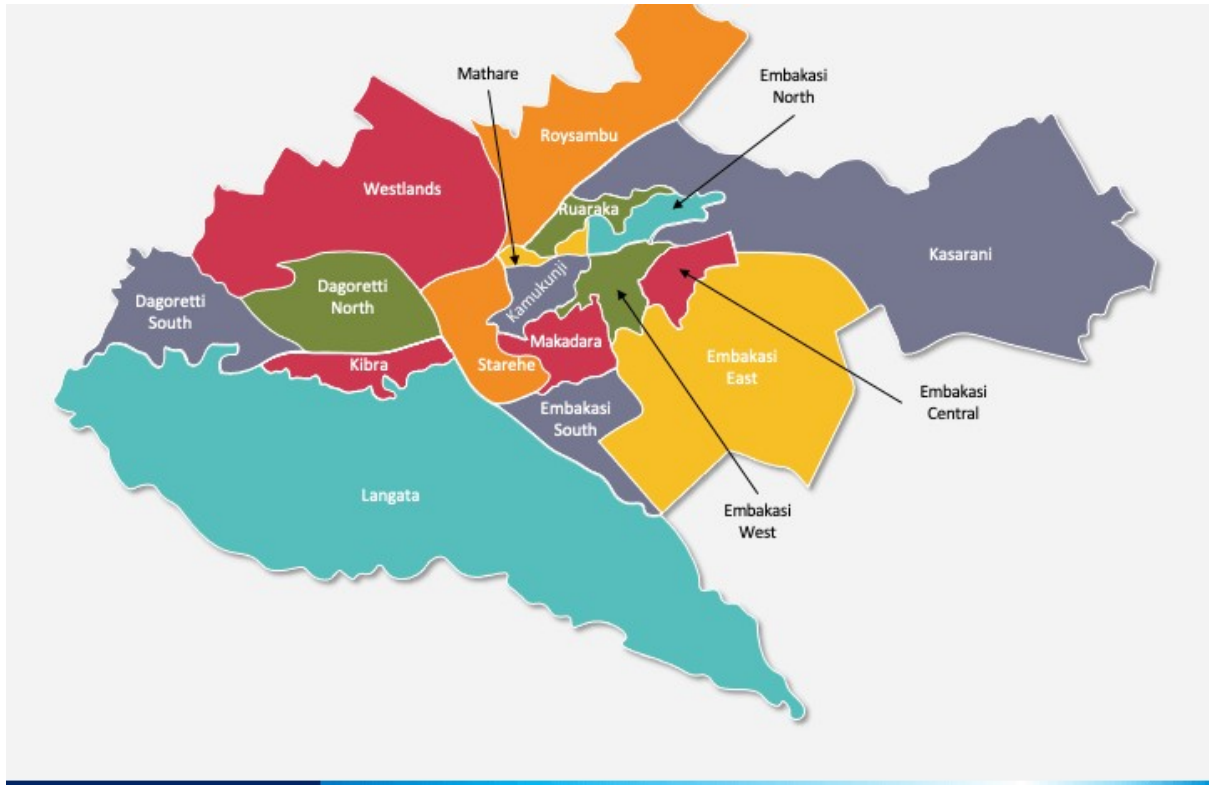 Mathare
Embakasi
North
Roysambu
Westlands
Ruaraka
Kasarani
Dagoretti
South
Dagoretti
North
Kamukunji
Makadara
Kibra
Starehe
Embakasi
East
Embakasi
Central
Embakasi
South
Langata
Embakasi
West